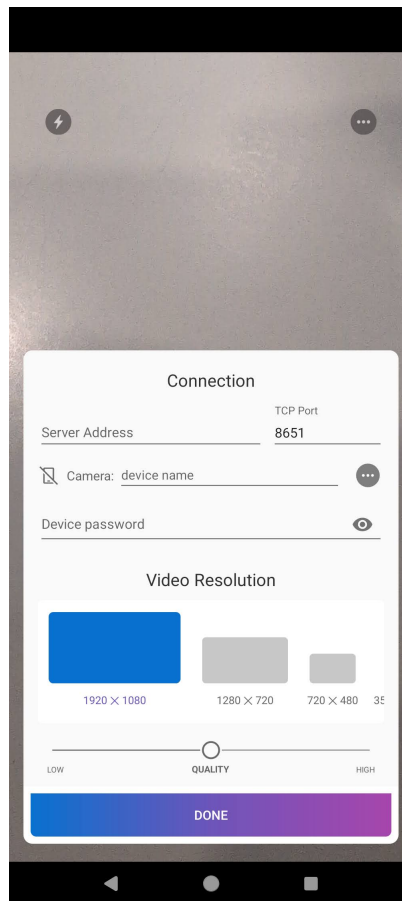 Connection
TCP Port
Server Address
8651
Camera: device name
Device password
Video Resolution
1920 × 1080 1280 × 720 720 × 480 35
LOW QUALITY HIGH
DONE